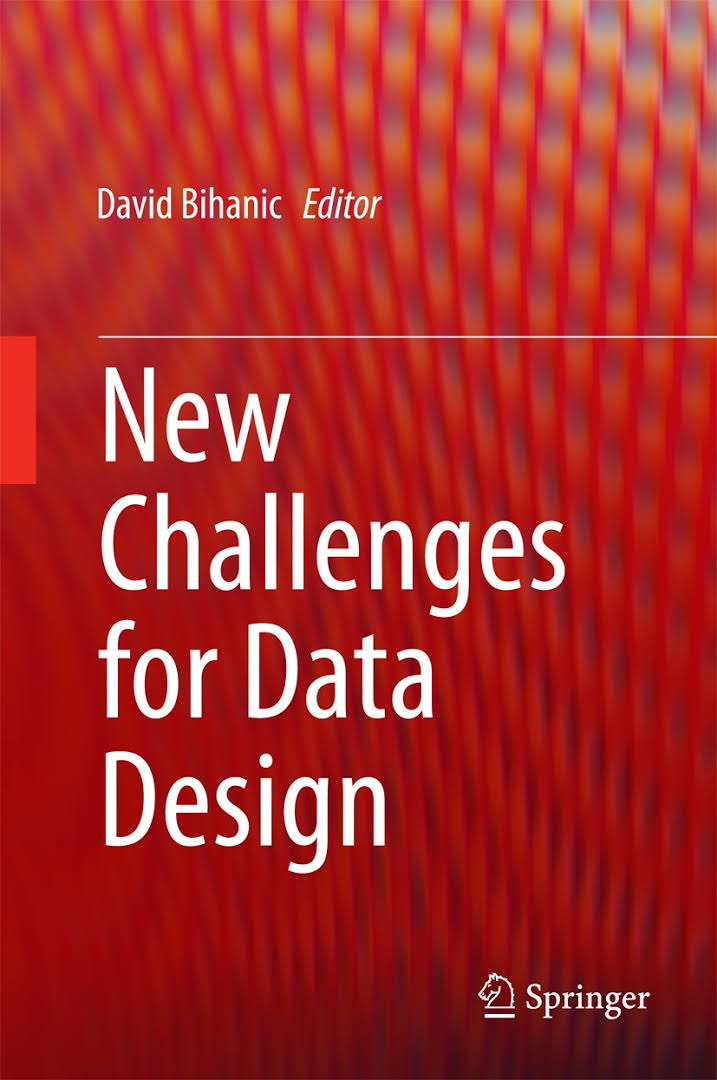 David Bihanic Editor
New
Challenges
for Data
Design
Springer